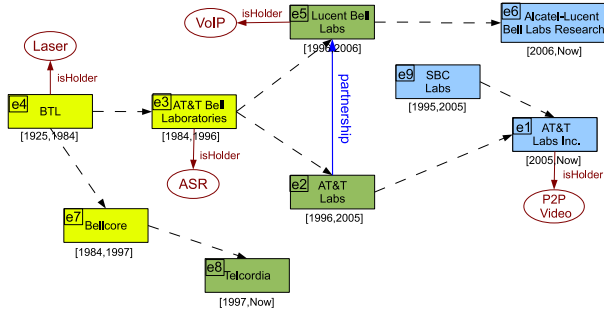 VoIP
isHolder
e5
Lucent Bell
Labs
[1996,2006]
e6
Alcatel-Lucent
Bell Labs Research
[2006,Now]
Laser
isHolder
e4
BTL
[1925,1984]
e3
AT&T Bell
Laboratories
[1984,1996]
isHolder
ASR
partnership
e9
SBC
Labs
[1995,2005]
e1
AT&T
Labs Inc.
[2005,Now]
isHolder
P2P
Video
e2
AT&T
Labs
[1996,2005]
e7
Bellcore
[1984,1997]
e8
Telcordia
[1997,Now]